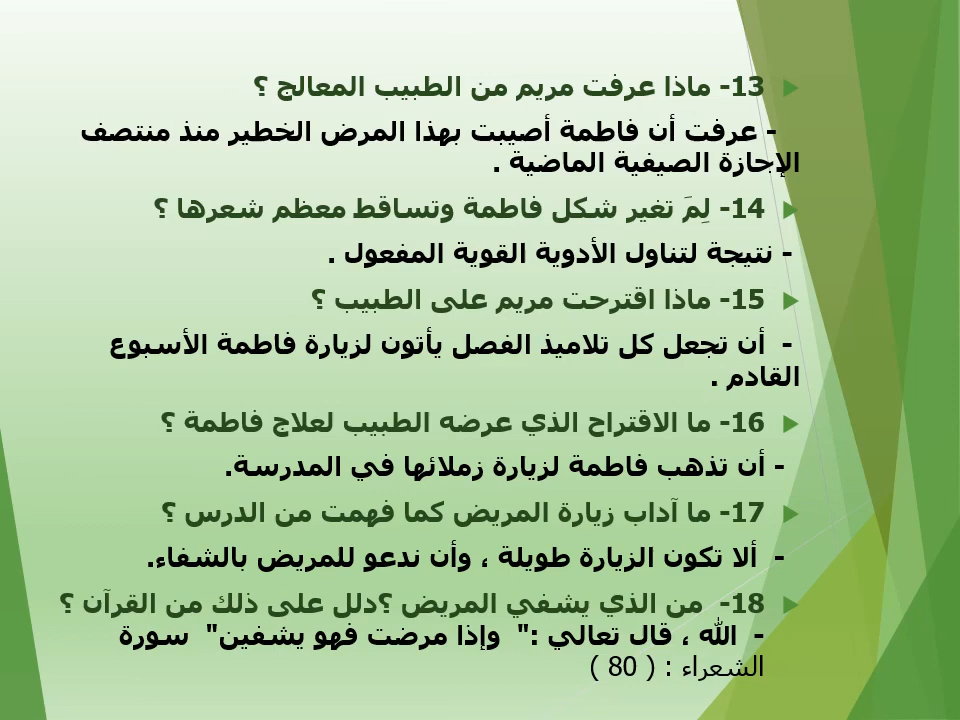 13- ماذا عرفت مريم من الطبيب المعالج ؟
- عرفت أن فاطمة أصيبت بهذا المرض الخطير منذ منتصف
الإجازة الصيفية الماضية .
14- لِمَ تغير شكل فاطمة وتساقط معظم شعرها ؟
- نتيجة لتناول الأدوية القوية المفعول .
15- ماذا اقترحت مريم على الطبيب ؟
- أن تجعل كل تلاميذ الفصل يأتون لزيارة فاطمة الأسبوع
القادم .
16- ما الاقتراح الذي عرضه الطبيب لعلاج فاطمة ؟
- أن تذهب فاطمة لزيارة زملائها في المدرسة.
17- ما آداب زيارة المريض كما فهمت من الدرس ؟
- ألا تكون الزيارة طويلة ، وأن ندعو للمريض بالشفاء.
18- من الذي يشفي المريض ؟دلل على ذلك من القرآن ؟
- الله ، قال تعالي :" وإذا مرضت فهو يشفين" سورة
الشعراء : ( 80 )